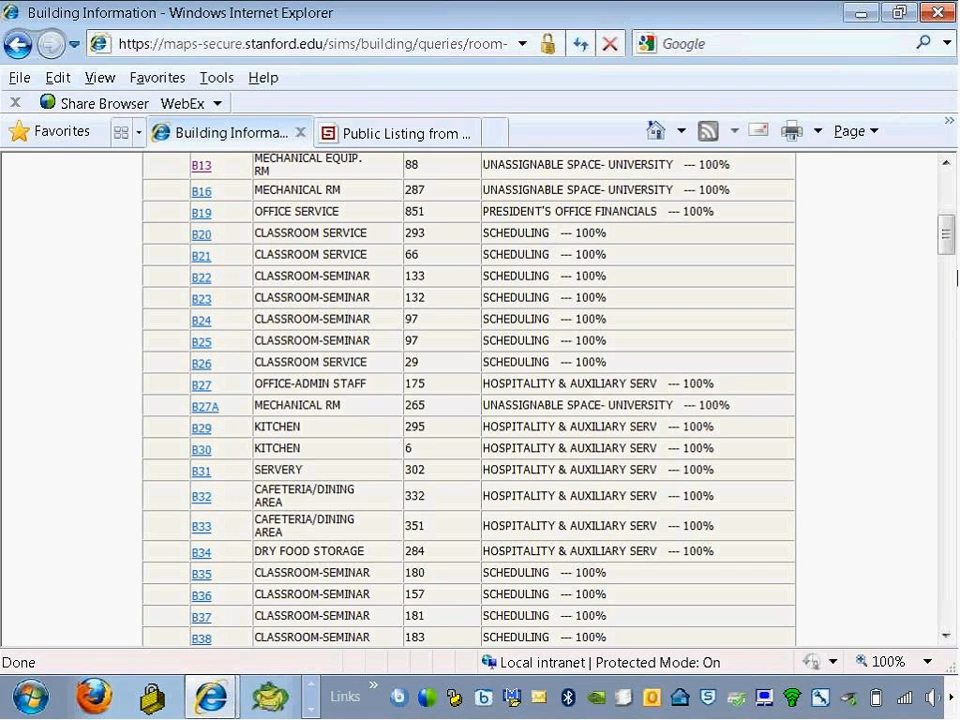 Building Information - Windows Internet Explorer
https://maps-secure.stanford.edu/sims/building/queries/room-
Google
File Edit View Favorites Tools Help
x Share Browser WebEx
Favorites Building Informa... Public Listing from ... Page
B13 MECHANICAL EQUIP. RM 88 UNASSIGNABLE SPACE- UNIVERSITY --- 100%
B16 MECHANICAL RM 287 UNASSIGNABLE SPACE- UNIVERSITY --- 100%
B19 OFFICE SERVICE 851 PRESIDENT'S OFFICE FINANCIALS --- 100%
B20 CLASSROOM SERVICE 293 SCHEDULING --- 100%
B21 CLASSROOM SERVICE 66 SCHEDULING --- 100%
B22 CLASSROOM-SEMINAR 133 SCHEDULING --- 100%
B23 CLASSROOM-SEMINAR 132 SCHEDULING --- 100%
B24 CLASSROOM-SEMINAR 97 SCHEDULING --- 100%
B25 CLASSROOM-SEMINAR 97 SCHEDULING --- 100%
B26 CLASSROOM SERVICE 29 SCHEDULING --- 100%
B27 OFFICE-ADMIN STAFF 175 HOSPITALITY & AUXILIARY SERV --- 100%
B27A MECHANICAL RM 265 UNASSIGNABLE SPACE- UNIVERSITY --- 100%
B29 KITCHEN 295 HOSPITALITY & AUXILIARY SERV --- 100%
B30 KITCHEN 6 HOSPITALITY & AUXILIARY SERV --- 100%
B31 SERVERY 302 HOSPITALITY & AUXILIARY SERV --- 100%
B32 CAFETERIA/DINING AREA 332 HOSPITALITY & AUXILIARY SERV --- 100%
B33 CAFETERIA/DINING AREA 351 HOSPITALITY & AUXILIARY SERV --- 100%
B34 DRY FOOD STORAGE 284 HOSPITALITY & AUXILIARY SERV --- 100%
B35 CLASSROOM-SEMINAR 180 SCHEDULING --- 100%
B36 CLASSROOM-SEMINAR 157 SCHEDULING --- 100%
B37 CLASSROOM-SEMINAR 181 SCHEDULING --- 100%
B38 CLASSROOM-SEMINAR 183 SCHEDULING --- 100%
Done Local intranet | Protected Mode: On 100%
Links